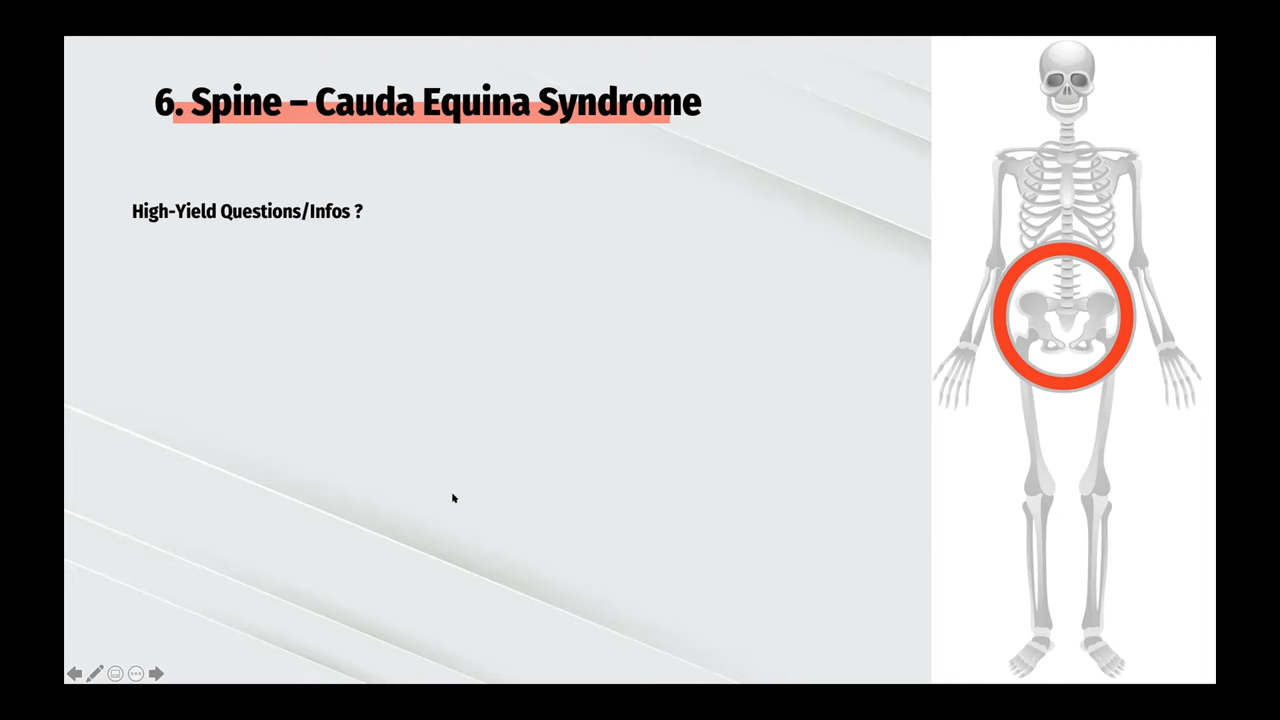 6. Spine – Cauda Equina Syndrome
High-Yield Questions/Infos ?